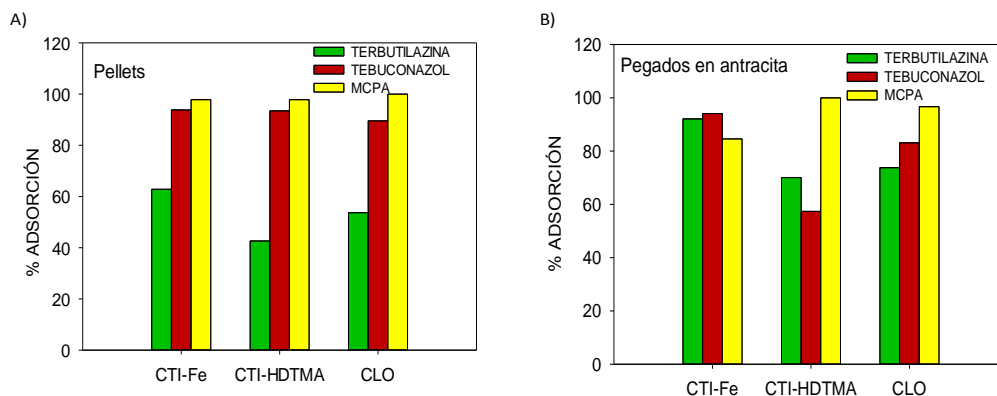 A)
120
100
80
60
40
20
0
% ADSORCIÓN
Pellets
TERBUTILAZINA
TEBUCONAZOL
MCPA
CTI-Fe CTI-HDTMA CLO
B)
120
100
80
60
40
20
0
% ADSORCIÓN
Pegados en antracita
TERBUTILAZINA
TEBUCONAZOL
MCPA
CTI-Fe CTI-HDTMA CLO